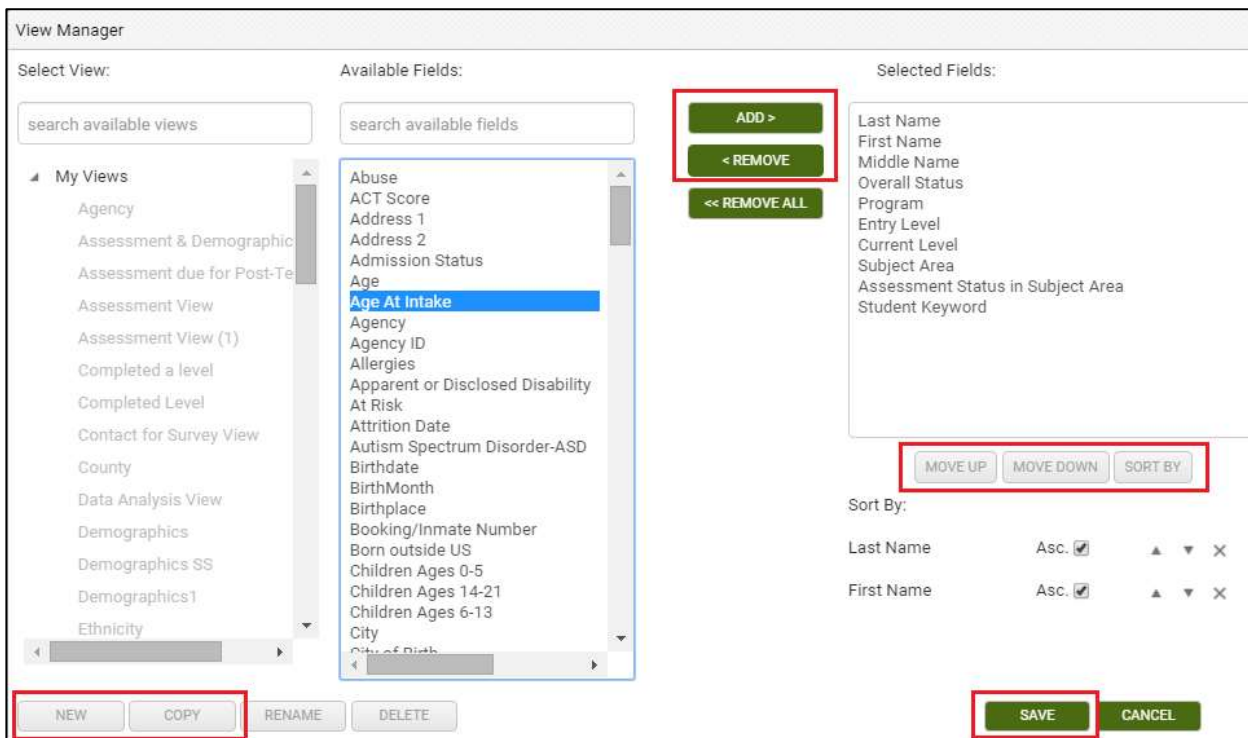 View Manager
Select View:
search available views
My Views
Agency
Assessment & Demographic
Assessment due for Post-Te
Assessment View
Assessment View (1)
Completed a level
Completed Level
Contact for Survey View
County
Data Analysis View
Demographics
Demographics SS
Demographics1
Ethnicity
Available Fields:
search available fields
Abuse
ACT Score
Address 1
Address 2
Admission Status
Age
Age At Intake
Agency
Agency ID
Allergies
Apparent or Disclosed Disability
At Risk
Attrition Date
Autism Spectrum Disorder-ASD
Birthdate
BirthMonth
Birthplace
Booking/Inmate Number
Born outside US
Children Ages 0-5
Children Ages 14-21
Children Ages 6-13
City
City of Birth
ADD >
< REMOVE
<< REMOVE ALL
Selected Fields:
Last Name
First Name
Middle Name
Overall Status
Program
Entry Level
Current Level
Subject Area
Assessment Status in Subject Area
Student Keyword
MOVE UP MOVE DOWN SORT BY
Sort By:
Last Name Asc.
First Name Asc.
NEW COPY RENAME DELETE
SAVE CANCEL